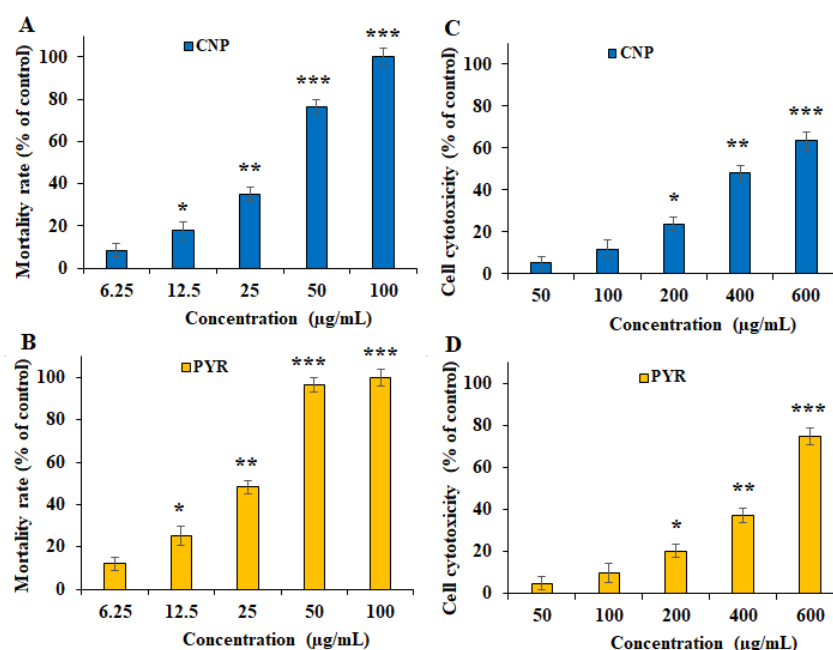 A
CNP
Mortality rate (% of control)
100
80
60
40
20
0
*
**
***
***
6.25 12.5 25 50 100
Concentration (µg/mL)
C
CNP
Cell cytotoxicity (% of control)
100
80
60
40
20
0
*
**
***
50 100 200 400 600
Concentration (µg/mL)
B
PYR
Mortality rate (% of control)
100
80
60
40
20
0
*
**
***
***
6.25 12.5 25 50 100
Concentration (µg/mL)
D
PYR
Cell cytotoxicity (% of control)
100
80
60
40
20
0
*
**
***
50 100 200 400 600
Concentration (µg/mL)